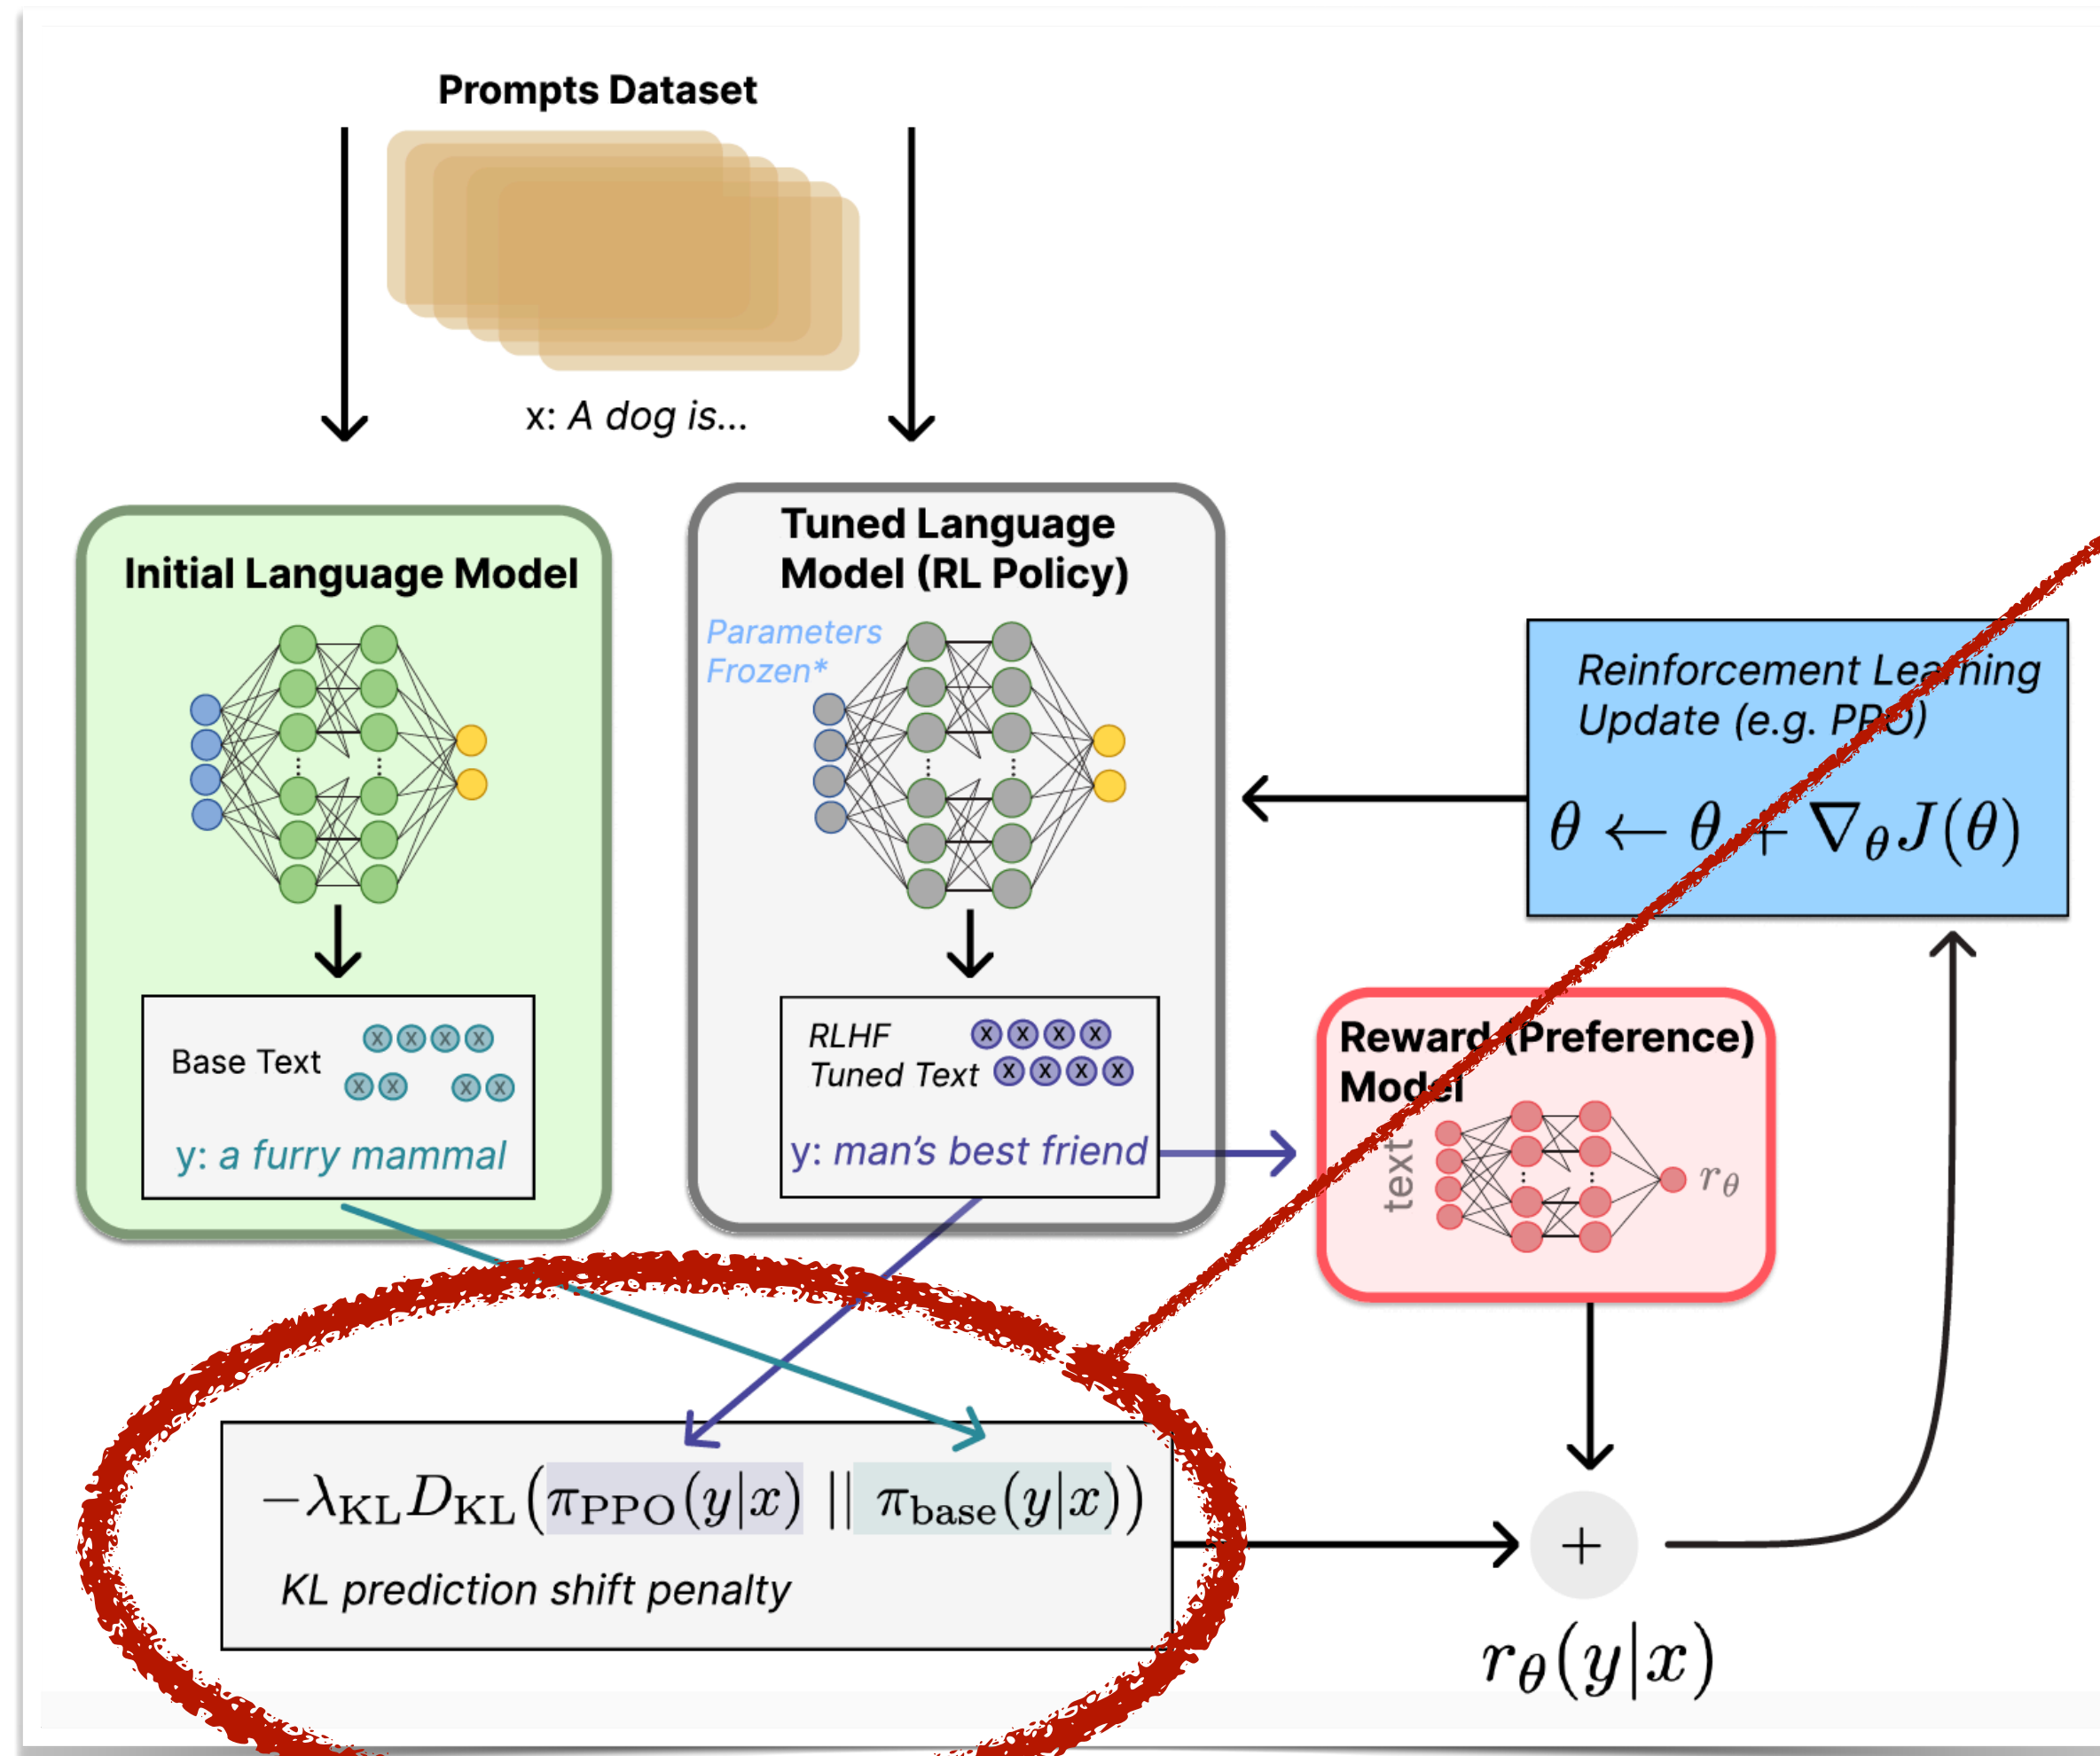 Prompts Dataset
x: A dog is...
Initial Language Model
Tuned Language
Model (RL Policy)
Parameters
Frozen*
Reinforcement Learning
Update (e.g. PPO)
θ ← θ + ∇θJ(θ)
Base Text
x x x x
x x x x
y: a furry mammal
RLHF
Tuned Text
x x x x
x x x x
y: man's best friend
Reward (Preference)
Model
text
rθ
−λKL DKL(πPPO(y|x) || πbase(y|x))
KL prediction shift penalty
+
rθ(y|x)